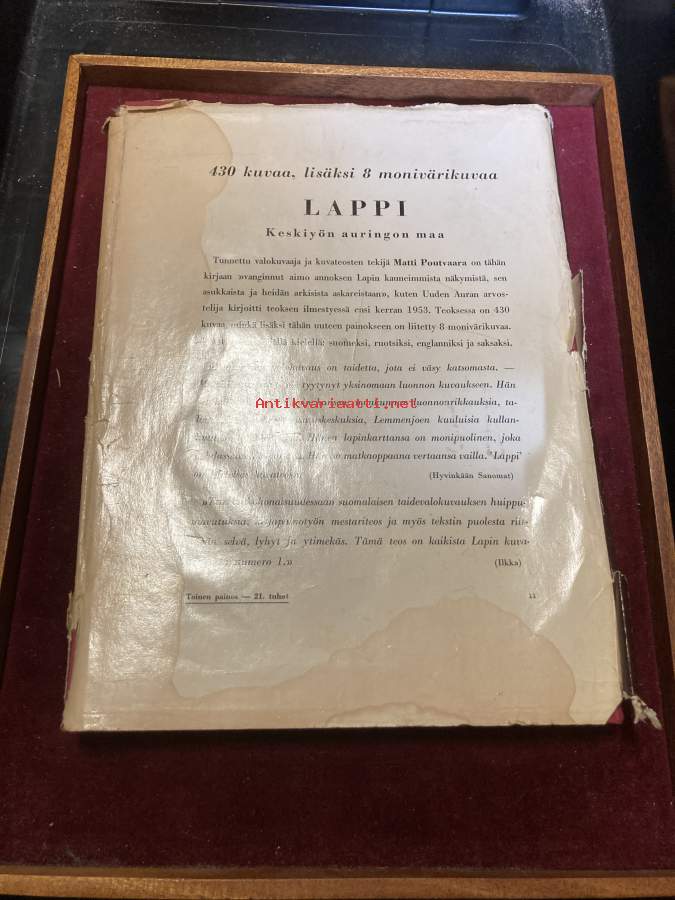 430 kuvaa, lisäksi 8 monivärikuvaa
LAPPI
Keskiyön auringon maa
Tunnettu valokuvaaja ja kuvateosten tekijä Matti Poutvaara on tähän
kirjaan »vanginnut aimo annoksen Lapin kauneimmista näkymistä, sen
asukkaista ja heidän arkisista askareistaan», kuten Uuden Auran arvos-
telija kirjoitti teoksen ilmestyessä ensi kerran 1953. Teoksessa on 430
kuvaa, lisäksi tähän uuteen painokseen on liitetty 8 monivärikuvaa.
kielellä: suomeksi, ruotsiksi, englanniksi ja saksaksi.
on taidetta, jota ei väsy katsomasta. —
tyytynyt yksinomaan luonnon kuvaukseen. Hän
luonnonrikkauksia, ta-
Antikvariaatti.net
Lemmenjoen kuuluisia kullan-
lapinkarttansa on monipuolinen, joka
matkaoppaana vertaansa vailla. 'Lappi'
(Hyvinkään Sanomat)
suomalaisen taidevalokuvauksen huippu-
mestariteos ja myös tekstin puolesta rii-
selvä, lyhyt ja ytimekäs. Tämä teos on kaikista Lapin kuva-
numero 1.»
(Ilkka)
Toinen painos — 21. tuhat
11